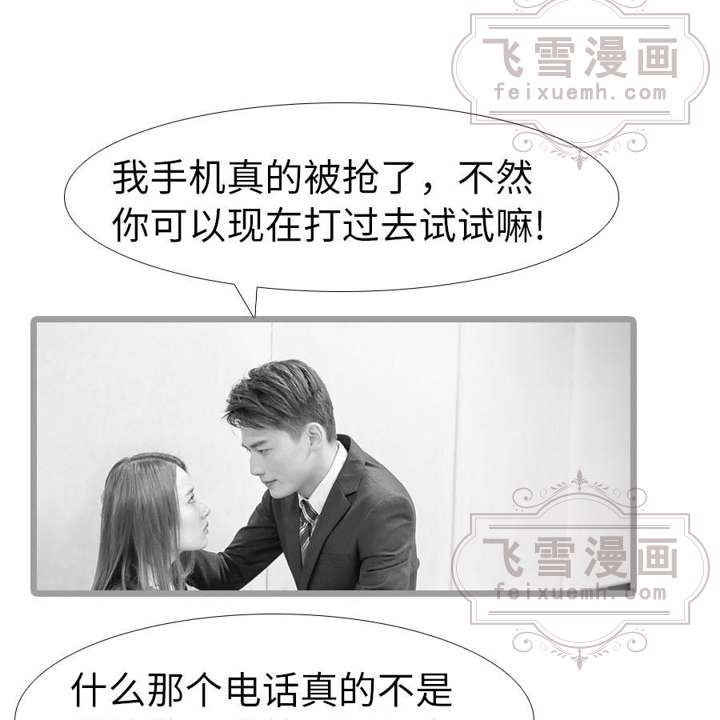 飞雪漫画
feixuemh.com
我手机真的被抢了，不然
你可以现在打过去试试嘛!
飞雪漫画
feixuemh.com
什么那个电话真的不是